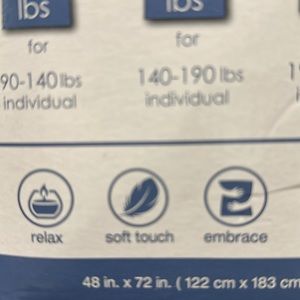 lbs lbs
for for
90-140 lbs 140-190 lbs
individual individual
relax soft touch embrace
48 in. x 72 in. ( 122 cm x 183 cm